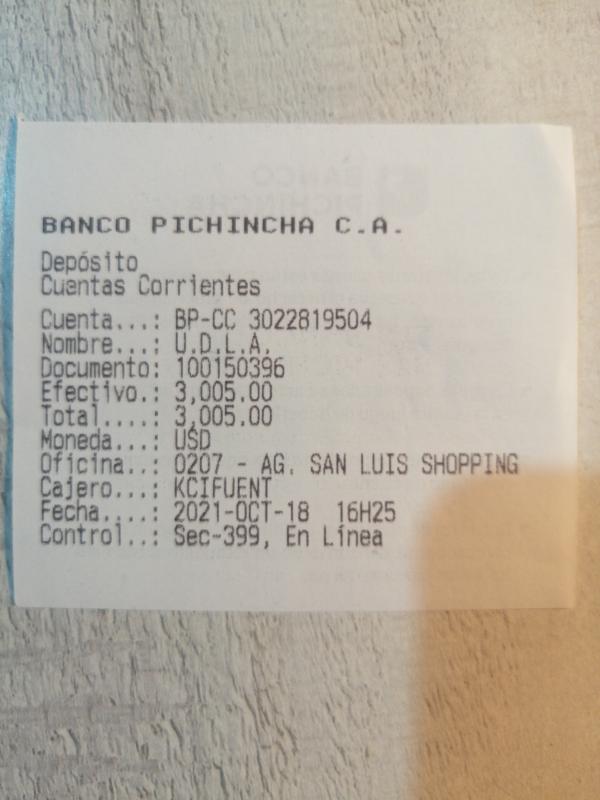 BANCO PICHINCHA C.A.
Depósito
Cuentas Corrientes
Cuenta...: BP-CC 3022819504
Nombre...: U.D.L.A.
Documento: 100150396
Efectivo.: 3,005.00
Total....: 3,005.00
Moneda...: USD
Oficina..: 0207 - AG. SAN LUIS SHOPPING
Cajero...: KCIFUENT
Fecha....: 2021-OCT-18 16H25
Control..: Sec-399, En Línea